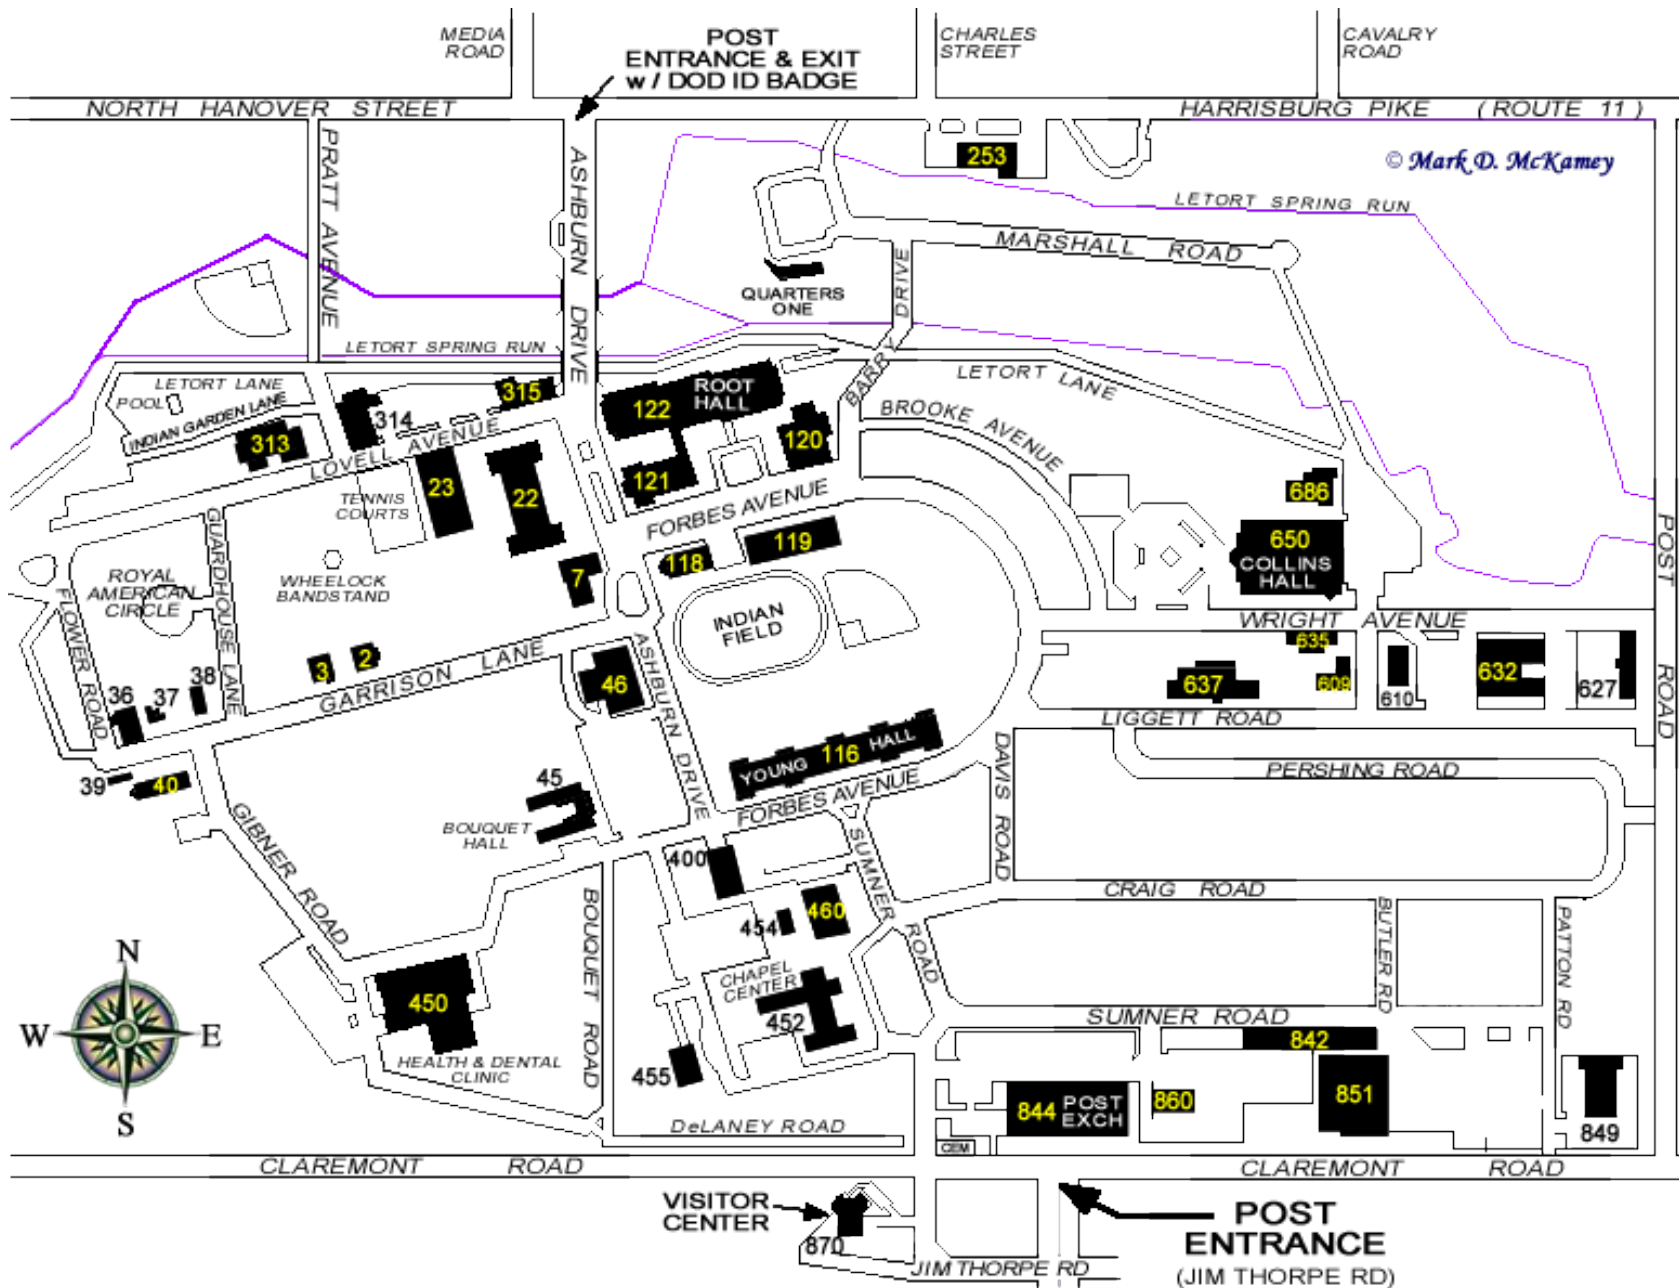 MEDIA
ROAD
POST
ENTRANCE & EXIT
w / DOD ID BADGE
CHARLES
STREET
CAVALRY
ROAD
NORTH HANOVER STREET
HARRISBURG PIKE (ROUTE 11)
PRATT AVENUE
ASHBURN DRIVE
253
© Mark D. McKamey
LETORT SPRING RUN
MARSHALL ROAD
QUARTERS
ONE
BARRY DRIVE
LETORT SPRING RUN
LETORT LANE
POOL
INDIAN GARDEN LANE
313
314
315
LOVELL AVENUE
122
ROOT
HALL
120
121
LETORT LANE
BROOKE AVENUE
23
22
TENNIS
COURTS
FORBES AVENUE
686
650
COLLINS
HALL
118
119
7
GUARDHOUSE LANE
ROYAL
AMERICAN
CIRCLE
FLOWER ROAD
WHEELOCK
BANDSTAND
INDIAN
FIELD
POST ROAD
WRIGHT AVENUE
635
637
609
610
632
627
3
2
36
37
38
GARRISON LANE
46
ASHBURN DRIVE
LIGGETT ROAD
39
40
YOUNG 116 HALL
FORBES AVENUE
DAVIS ROAD
PERSHING ROAD
45
BOUQUET
HALL
GIBNER ROAD
400
SUMNER ROAD
CRAIG ROAD
BUTLER RD
PATTON RD
BOUQUET ROAD
454
460
N
W
E
S
450
HEALTH & DENTAL
CLINIC
CHAPEL
CENTER
452
455
SUMNER ROAD
842
844
POST
EXCH
860
851
849
DeLANEY ROAD
CEM
CLAREMONT ROAD
CLAREMONT ROAD
VISITOR
CENTER
870
JIM THORPE RD
POST
ENTRANCE
(JIM THORPE RD)